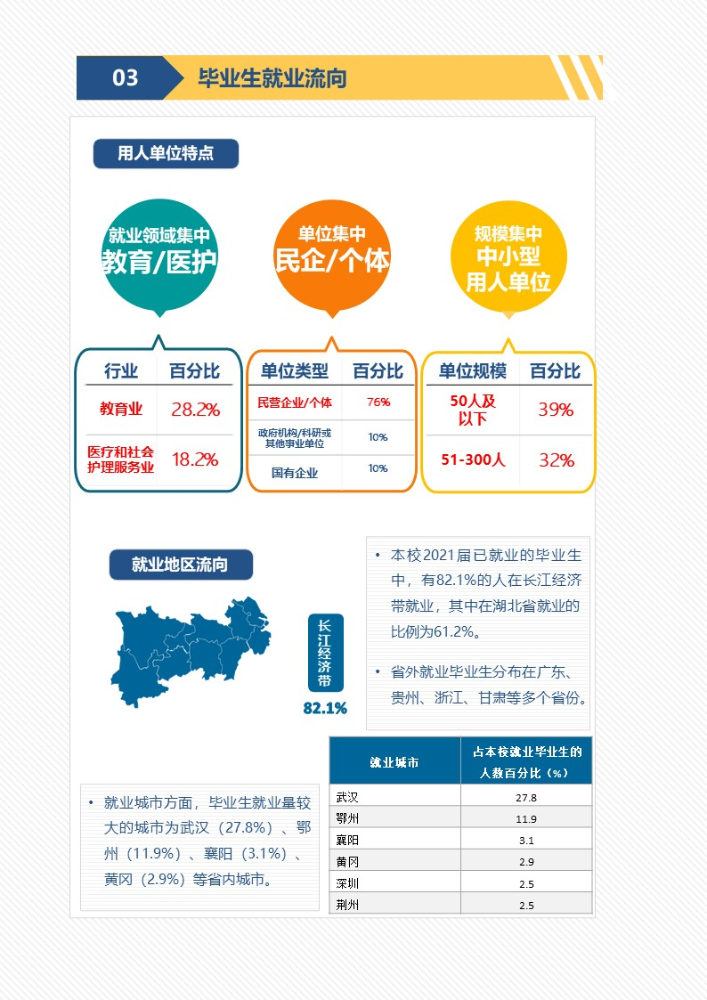 03
毕业生就业流向
用人单位特点
就业领域集中
教育/医护
单位集中
民企/个体
规模集中
中小型
用人单位
行业 百分比
教育业 28.2%
医疗和社会
护理服务业 18.2%
单位类型 百分比
民营企业/个体 76%
政府机构/科研或
其他事业单位 10%
国有企业 10%
单位规模 百分比
50人及
以下 39%
51-300人 32%
就业地区流向
长江经济带
82.1%
• 本校2021届已就业的毕业生
中，有82.1%的人在长江经济
带就业，其中在湖北省就业的
比例为61.2%。
• 省外就业毕业生分布在广东、
贵州、浙江、甘肃等多个省份。
• 就业城市方面，毕业生就业量较
大的城市为武汉（27.8%）、鄂
州（11.9%）、襄阳（3.1%）、
黄冈（2.9%）等省内城市。
就业城市 占本校就业毕业生的
人数百分比（%）
武汉 27.8
鄂州 11.9
襄阳 3.1
黄冈 2.9
深圳 2.5
荆州 2.5